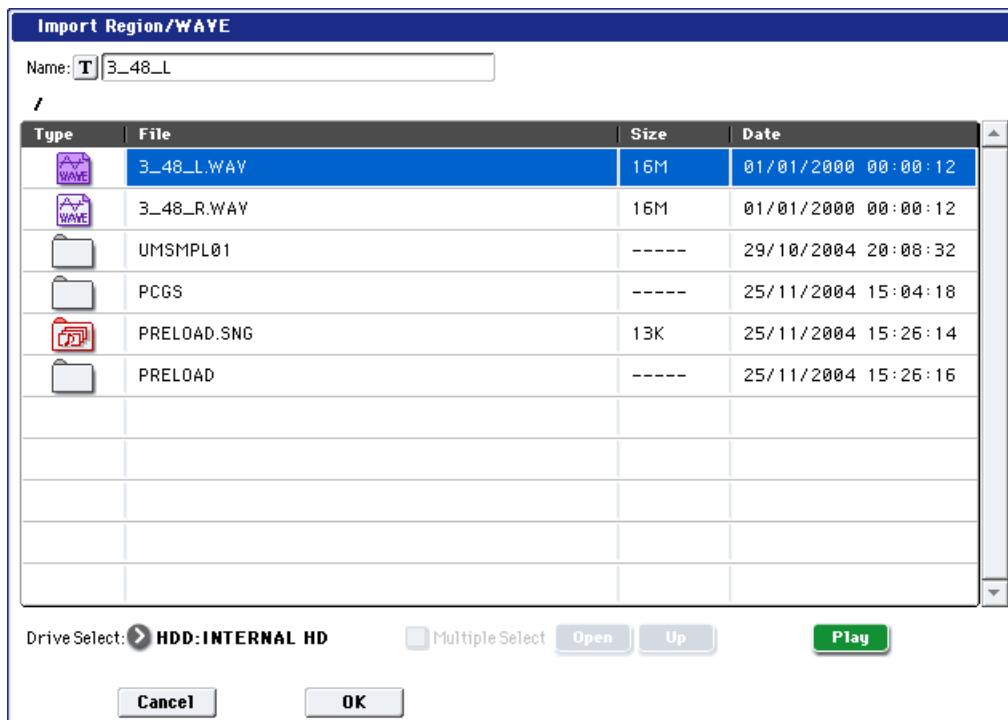 Import Region/WAVE
Name: T 3_48_L
/
Type File Size Date
WAVE 3_48_L.WAV 16M 01/01/2000 00:00:12
WAVE 3_48_R.WAV 16M 01/01/2000 00:00:12
UMSMPL01 ----- 29/10/2004 20:08:32
PCGS ----- 25/11/2004 15:04:18
PRELOAD.SNG 13K 25/11/2004 15:26:14
PRELOAD ----- 25/11/2004 15:26:16
Drive Select: HDD:INTERNAL HD Multiple Select Open Up Play
Cancel OK